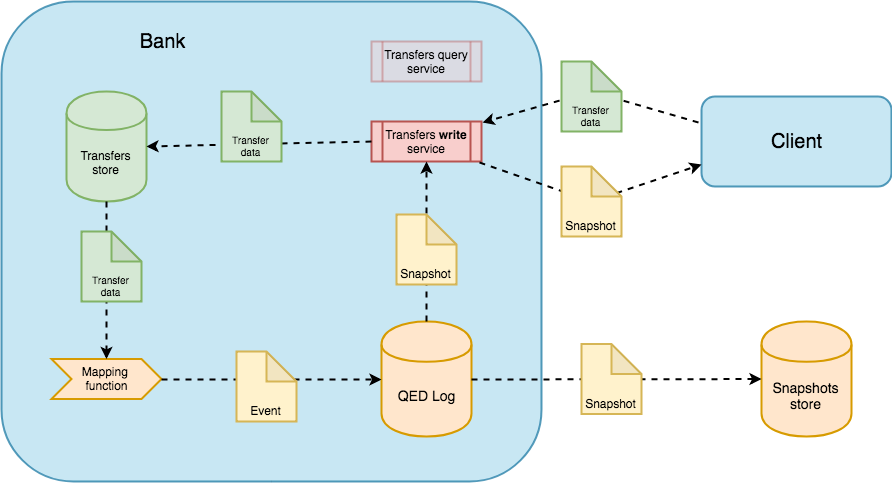 Bank
Transfers query
service
Transfer
data
Transfers write
service
Transfer
data
Client
Transfers
store
Snapshot
Transfer
data
Snapshot
Mapping
function
Event
QED Log
Snapshot
Snapshots
store